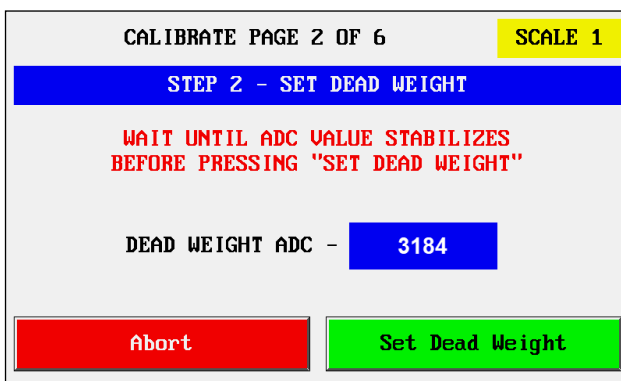 CALIBRATE PAGE 2 OF 6
SCALE 1
STEP 2 - SET DEAD WEIGHT
WAIT UNTIL ADC VALUE STABILIZES
BEFORE PRESSING "SET DEAD WEIGHT"
DEAD WEIGHT ADC - 3184
Abort
Set Dead Weight